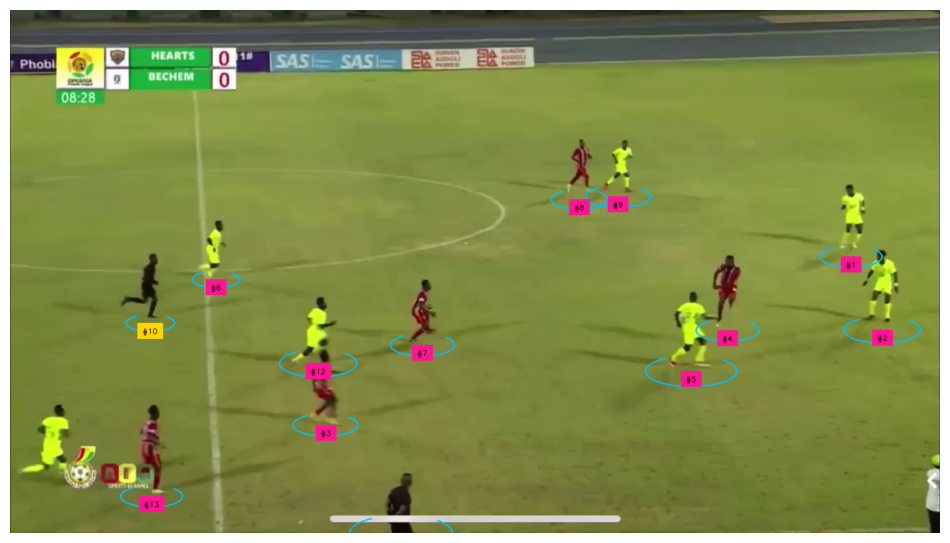 Phobi
HEARTS 0
BECHEM 0
08:28
1#
SAS SAS
SUNON
ASOGLI
POWER
SUNON
ASOGLI
POWER
#8
#9
#1
#6
#10
#7
#4
#2
#12
#5
#3
#13